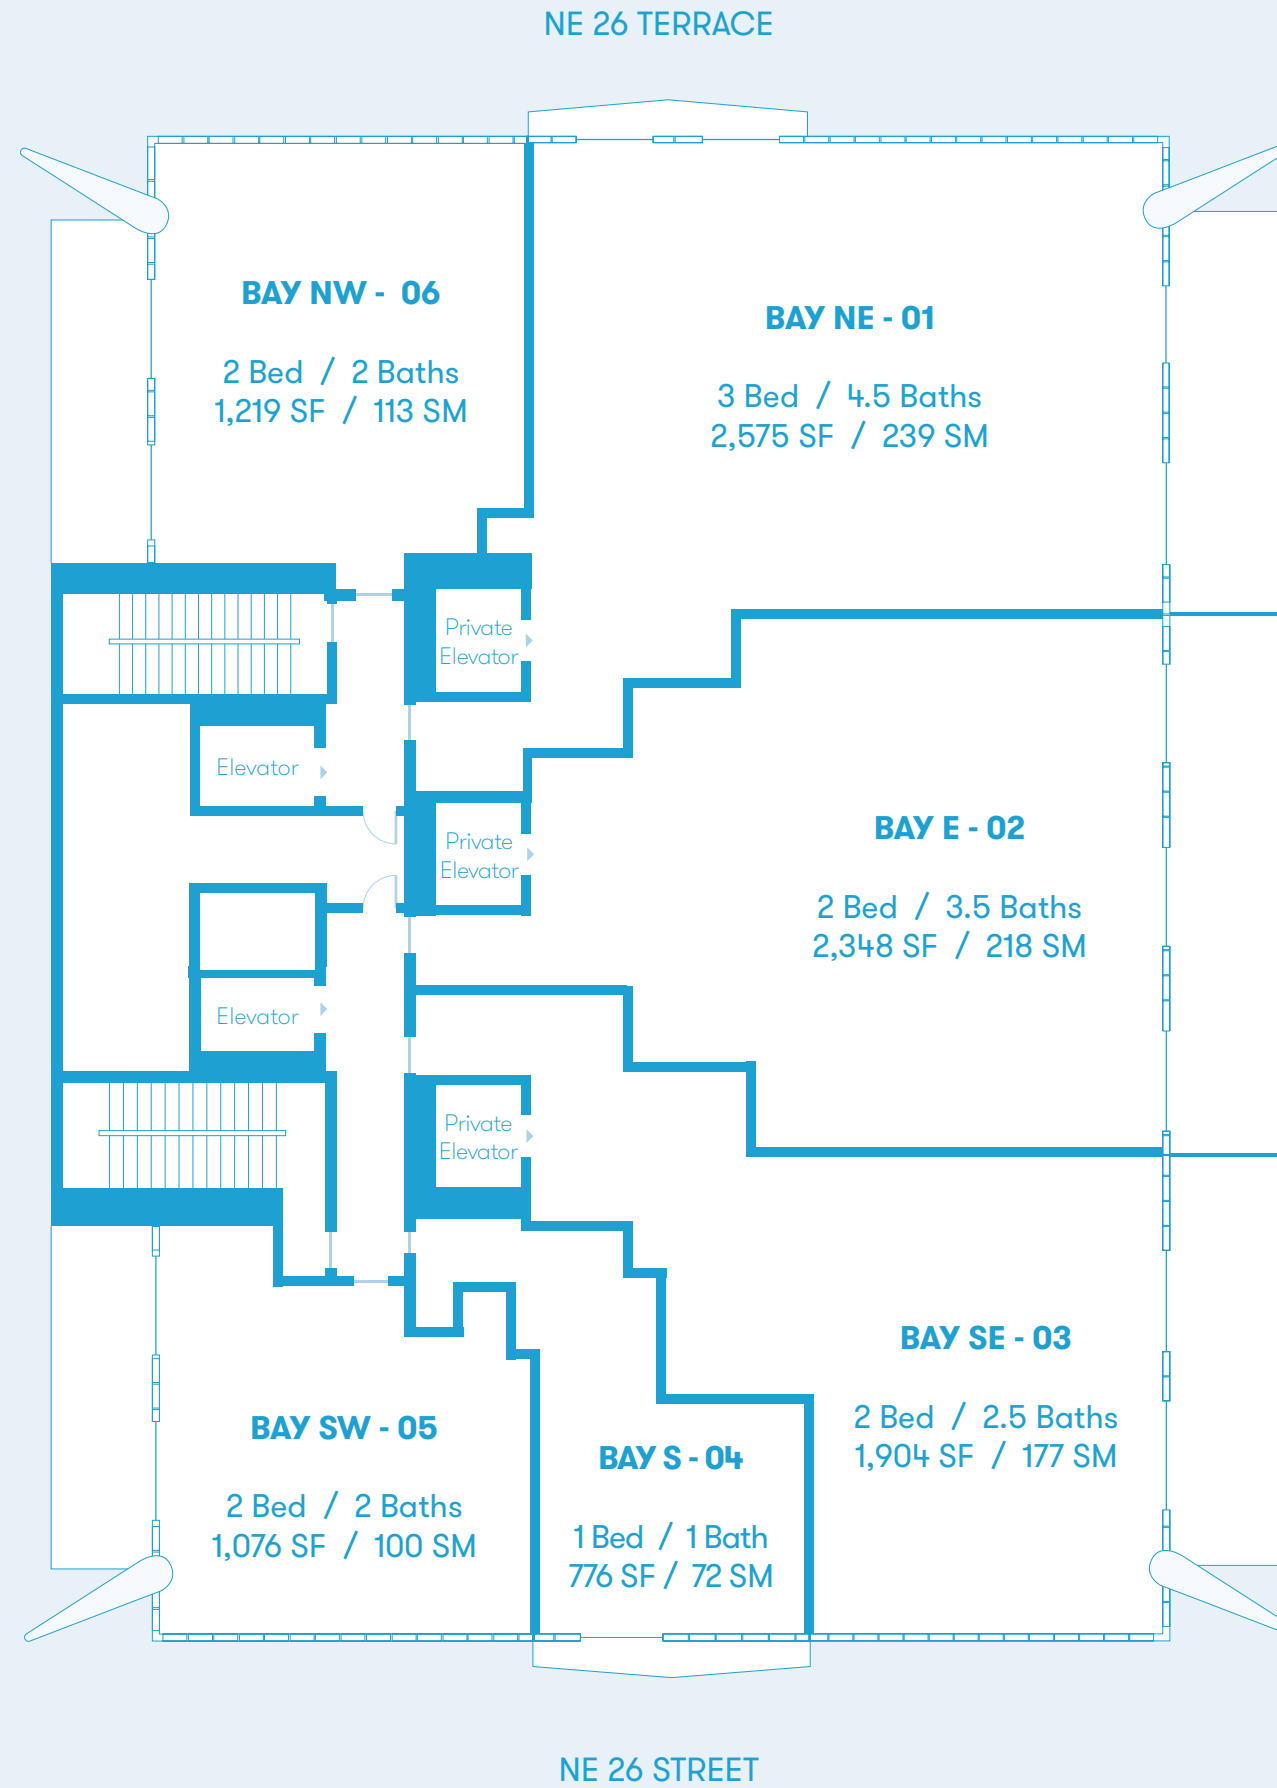 NE 26 TERRACE
BAY NW - 06
2 Bed / 2 Baths
1,219 SF / 113 SM
BAY NE - 01
3 Bed / 4.5 Baths
2,575 SF / 239 SM
Private
Elevator
Elevator
Private
Elevator
BAY E - 02
2 Bed / 3.5 Baths
2,348 SF / 218 SM
Elevator
Private
Elevator
BAY SE - 03
2 Bed / 2.5 Baths
1,904 SF / 177 SM
BAY SW - 05
2 Bed / 2 Baths
1,076 SF / 100 SM
BAY S - 04
1 Bed / 1 Bath
776 SF / 72 SM
NE 26 STREET